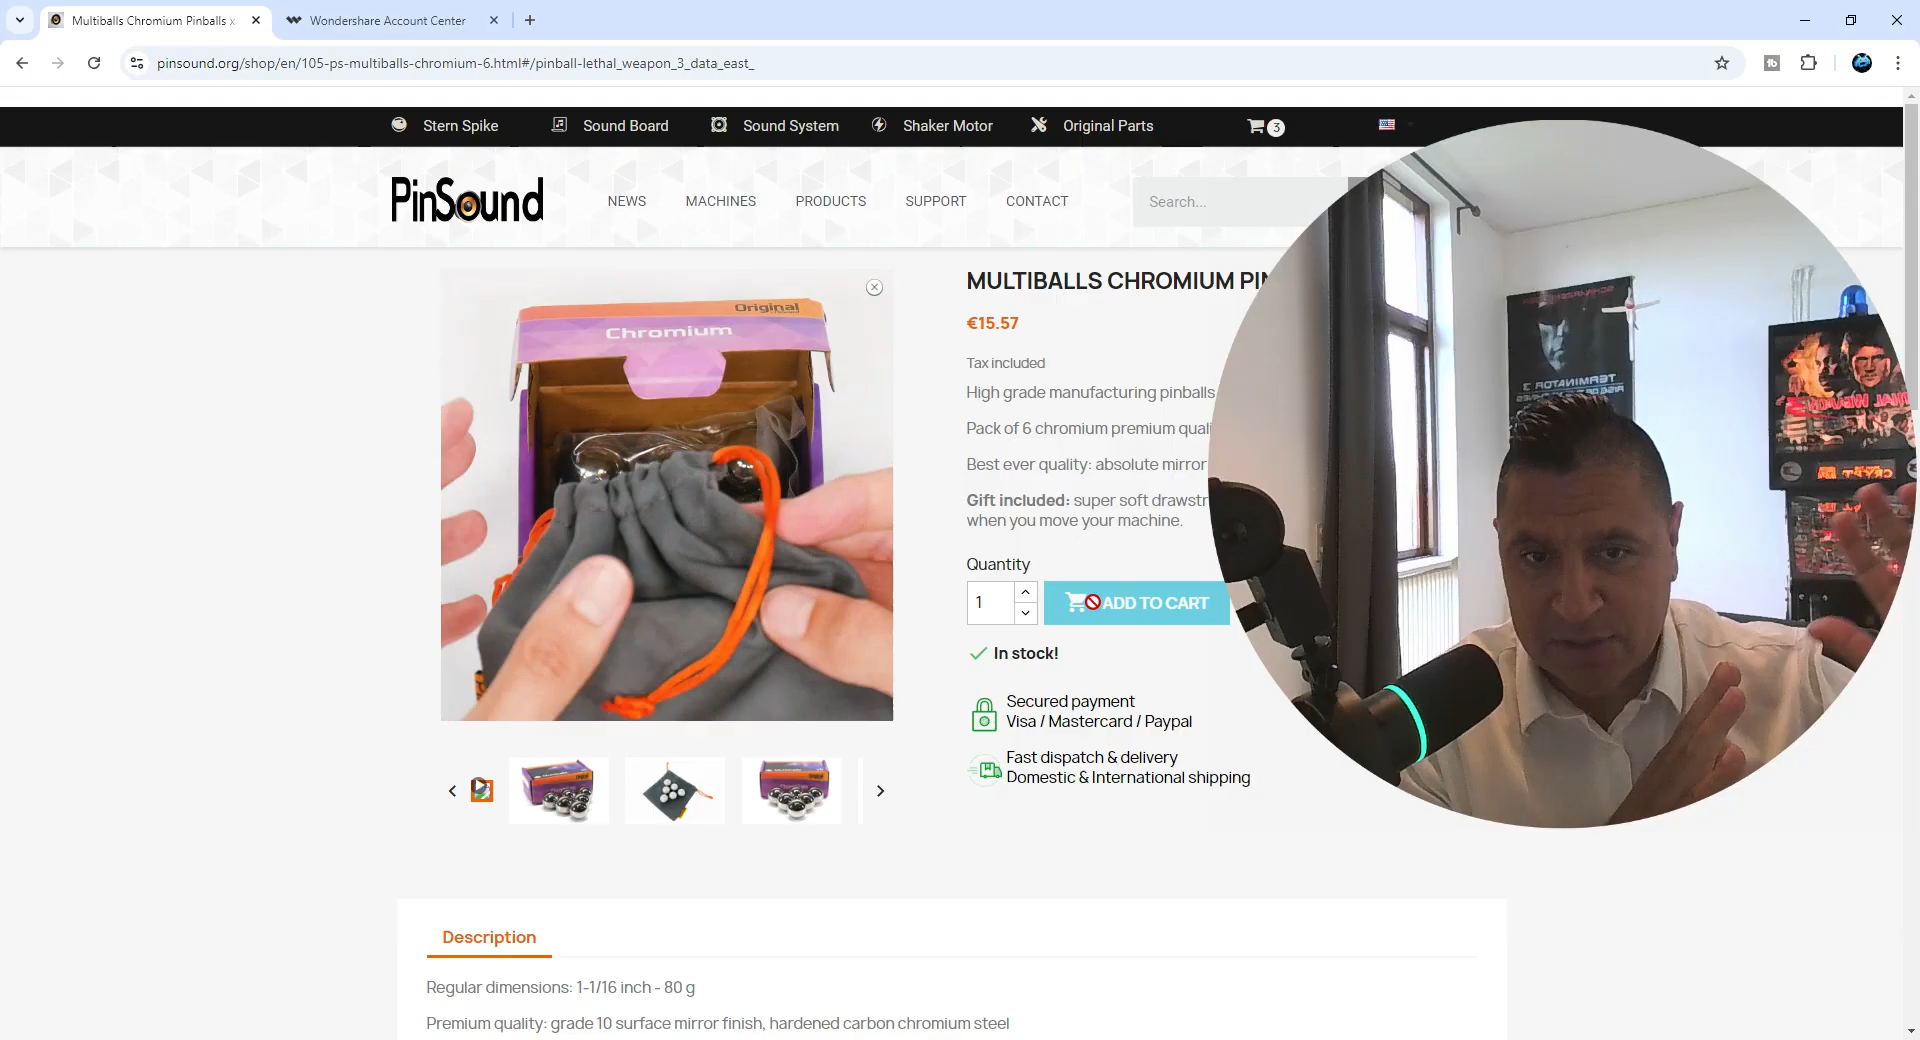 Multiballs Chromium Pinballs x
Wondershare Account Center
pinsound.org/shop/en/105-ps-multiballs-chromium-6.html#/pinball-lethal_weapon_3_data_east_
Stern Spike
Sound Board
Sound System
Shaker Motor
Original Parts
3
PinSound
NEWS
MACHINES
PRODUCTS
SUPPORT
CONTACT
Search...
Original
Chromium
MULTIBALLS CHROMIUM PIN
€15.57
Tax included
High grade manufacturing pinballs
Pack of 6 chromium premium quali
Best ever quality: absolute mirror
Gift included: super soft drawstr
when you move your machine.
Quantity
1
ADD TO CART
In stock!
Secured payment
Visa / Mastercard / Paypal
Fast dispatch & delivery
Domestic & International shipping
TERMINATOR 3
Description
Regular dimensions: 1-1/16 inch - 80 g
Premium quality: grade 10 surface mirror finish, hardened carbon chromium steel